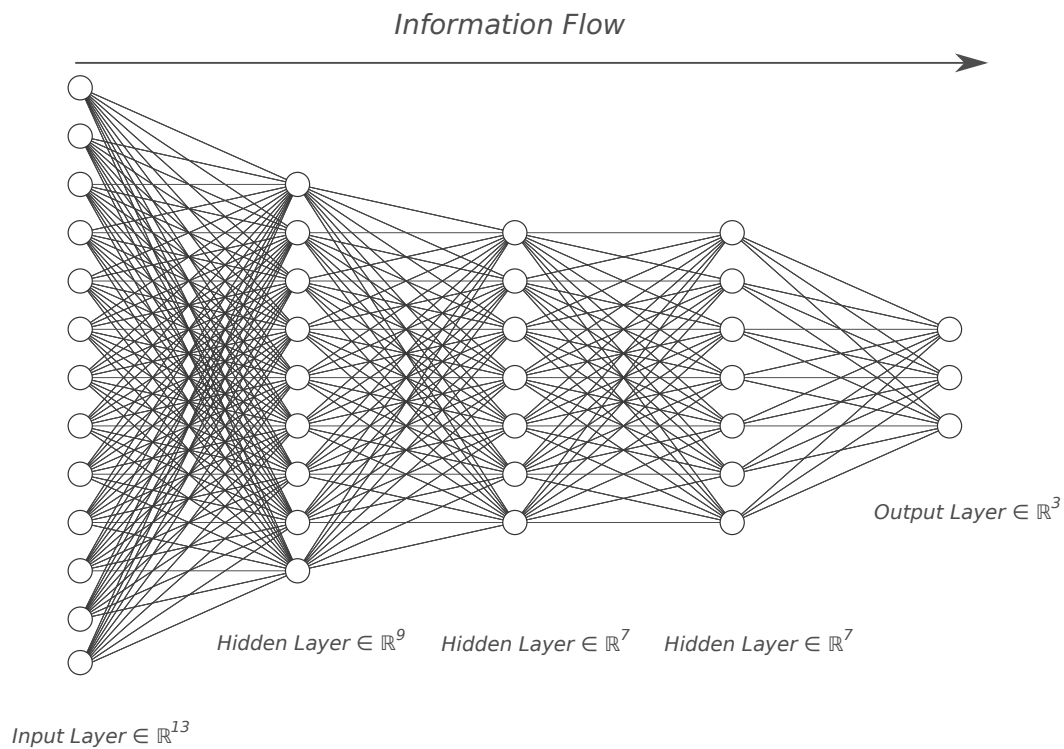 Information Flow
Output Layer ∈ ℝ³
Hidden Layer ∈ ℝ⁹
Hidden Layer ∈ ℝ⁷
Hidden Layer ∈ ℝ⁷
Input Layer ∈ ℝ¹³